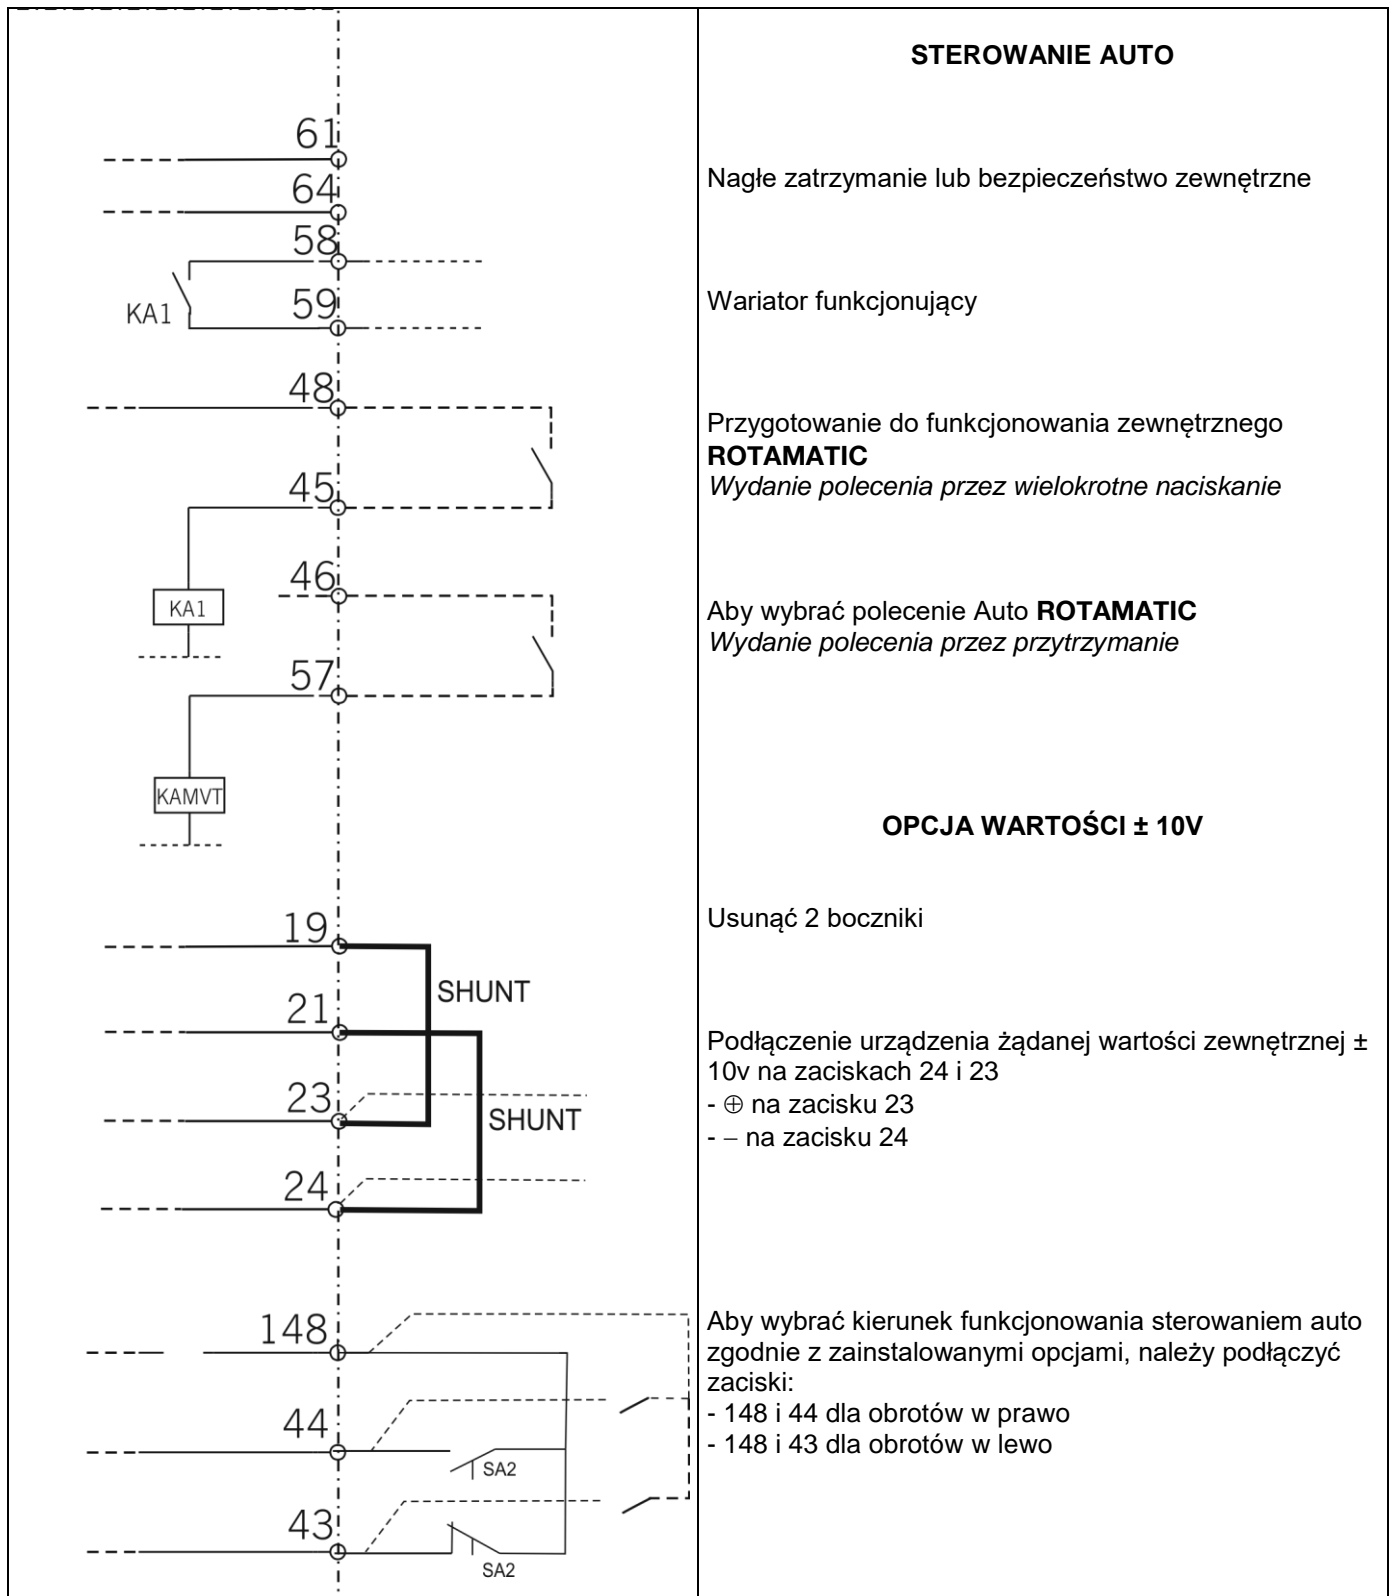 STEROWANIE AUTO
61
Nagłe zatrzymanie lub bezpieczeństwo zewnętrzne
64
58
KA1
59
Wariator funkcjonujący
48
Przygotowanie do funkcjonowania zewnętrznego
ROTAMATIC
Wydanie polecenia przez wielokrotne naciskanie
45
46
KA1
Aby wybrać polecenie Auto ROTAMATIC
Wydanie polecenia przez przytrzymanie
57
KAMVT
OPCJA WARTOŚCI ± 10V
19
Usunąć 2 boczniki
SHUNT
21
Podłączenie urządzenia żądanej wartości zewnętrznej ±
10v na zaciskach 24 i 23
- ⊕ na zacisku 23
- – na zacisku 24
23
SHUNT
24
148
Aby wybrać kierunek funkcjonowania sterowaniem auto
zgodnie z zainstalowanymi opcjami, należy podłączyć
zaciski:
- 148 i 44 dla obrotów w prawo
- 148 i 43 dla obrotów w lewo
44
SA2
43
SA2